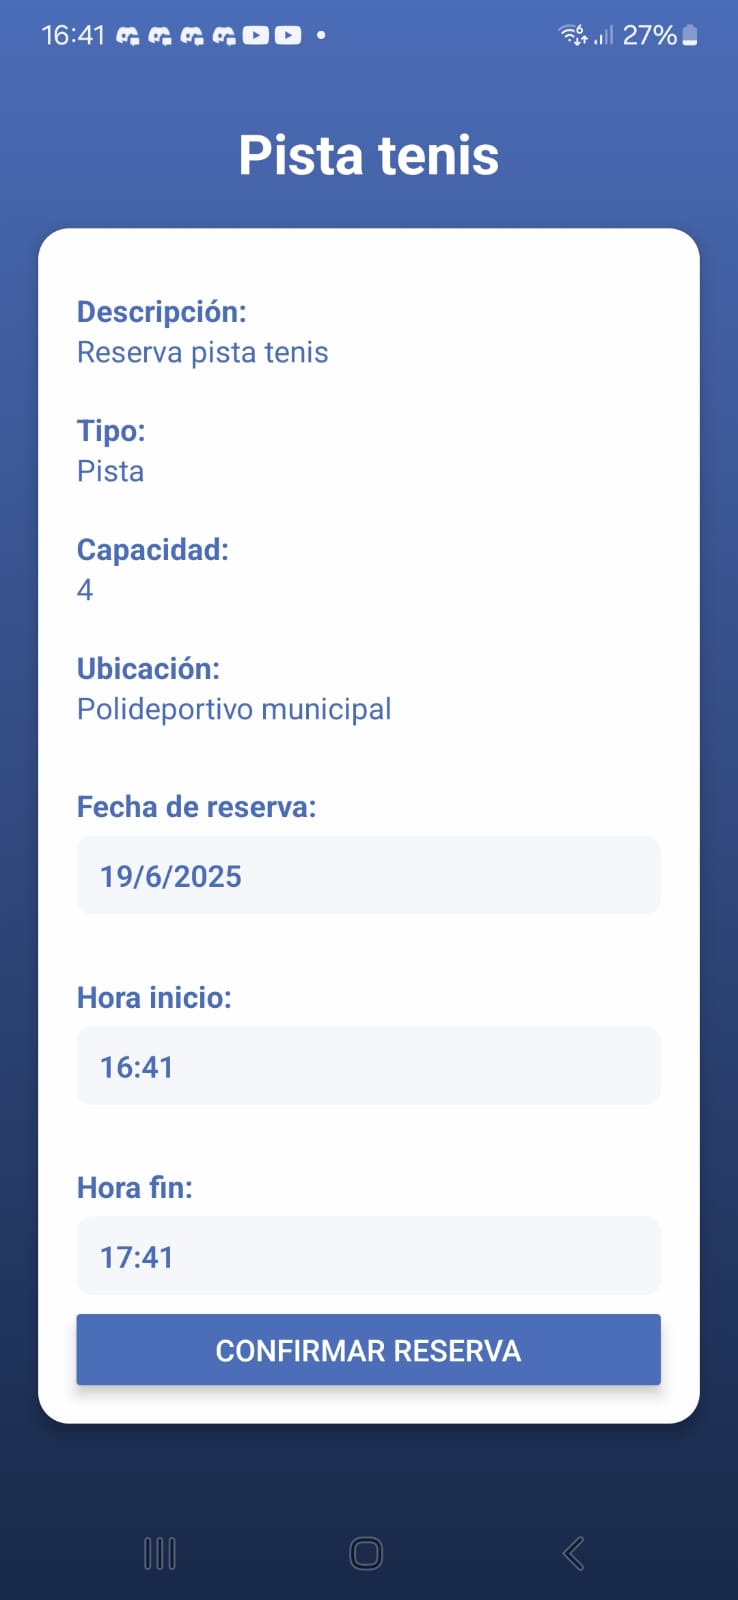 16:41
27%
Pista tenis
Descripción:
Reserva pista tenis
Tipo:
Pista
Capacidad:
4
Ubicación:
Polideportivo municipal
Fecha de reserva:
19/6/2025
Hora inicio:
16:41
Hora fin:
17:41
CONFIRMAR RESERVA